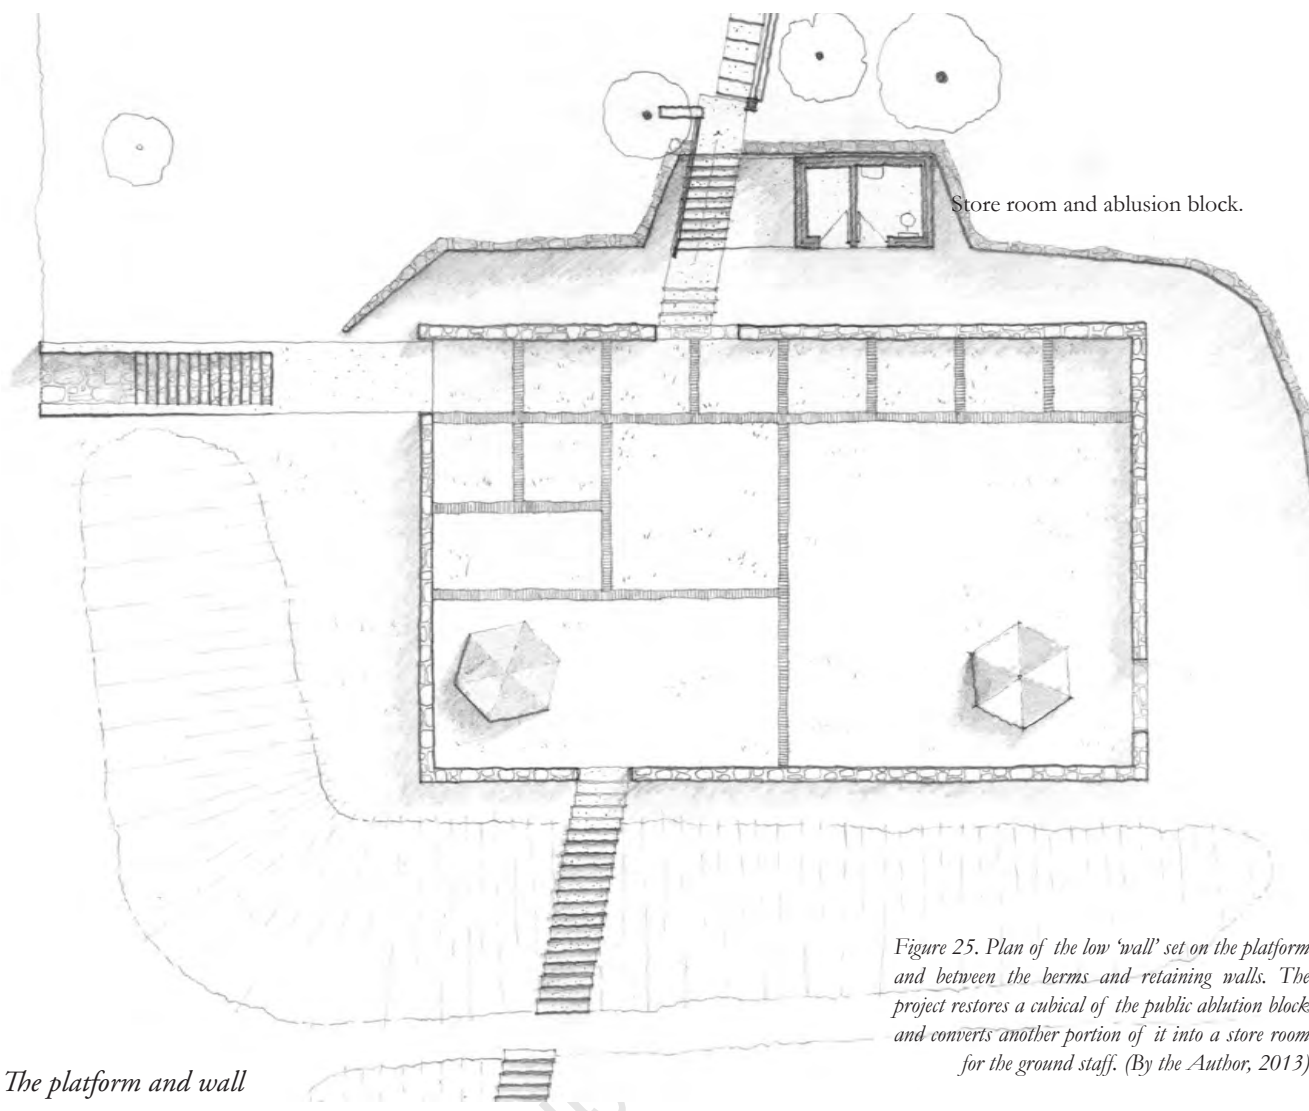 Store room and ablusion block.
Figure 25. Plan of the low ‘wall’ set on the platform
and between the berms and retaining walls. The
project restores a cubical of the public ablution block
and converts another portion of it into a store room
for the ground staff. (By the Author, 2013)
The platform and wall